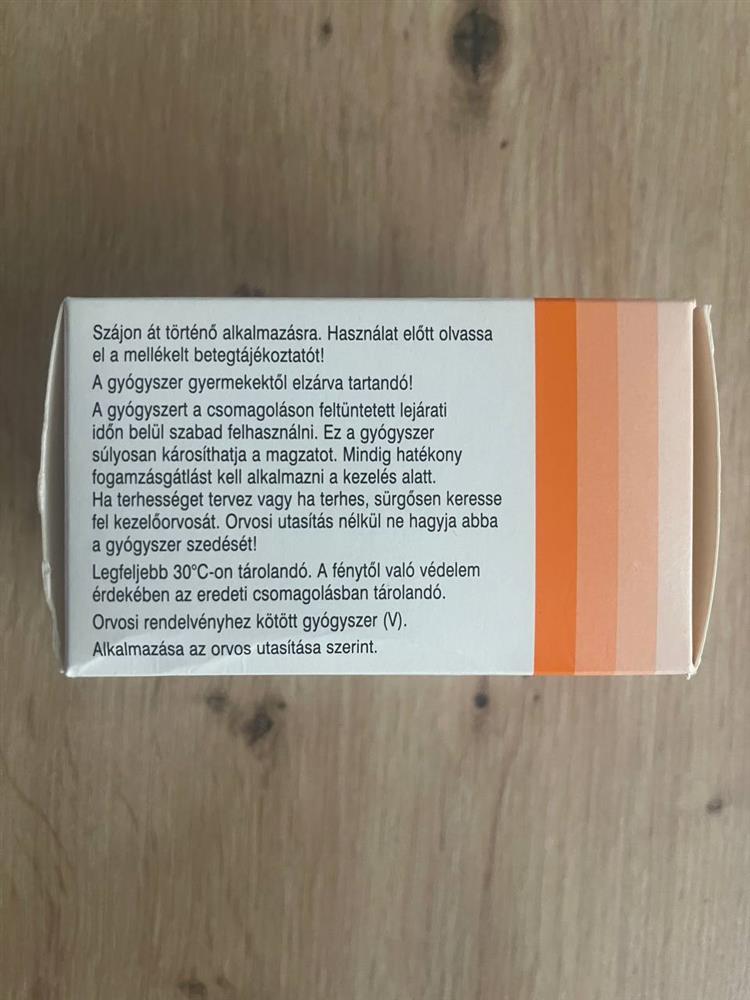 Szájon át történő alkalmazásra. Használat előtt olvassa
el a mellékelt betegtájékoztatót!
A gyógyszer gyermekektől elzárva tartandó!
A gyógyszert a csomagoláson feltüntetett lejárati
időn belül szabad felhasználni. Ez a gyógyszer
súlyosan károsíthatja a magzatot. Mindig hatékony
fogamzásgátlást kell alkalmazni a kezelés alatt.
Ha terhességet tervez vagy ha terhes, sürgősen keresse
fel kezelőorvosát. Orvosi utasítás nélkül ne hagyja abba
a gyógyszer szedését!
Legfeljebb 30°C-on tárolandó. A fénytől való védelem
érdekében az eredeti csomagolásban tárolandó.
Orvosi rendelvényhez kötött gyógyszer (V).
Alkalmazása az orvos utasítása szerint.